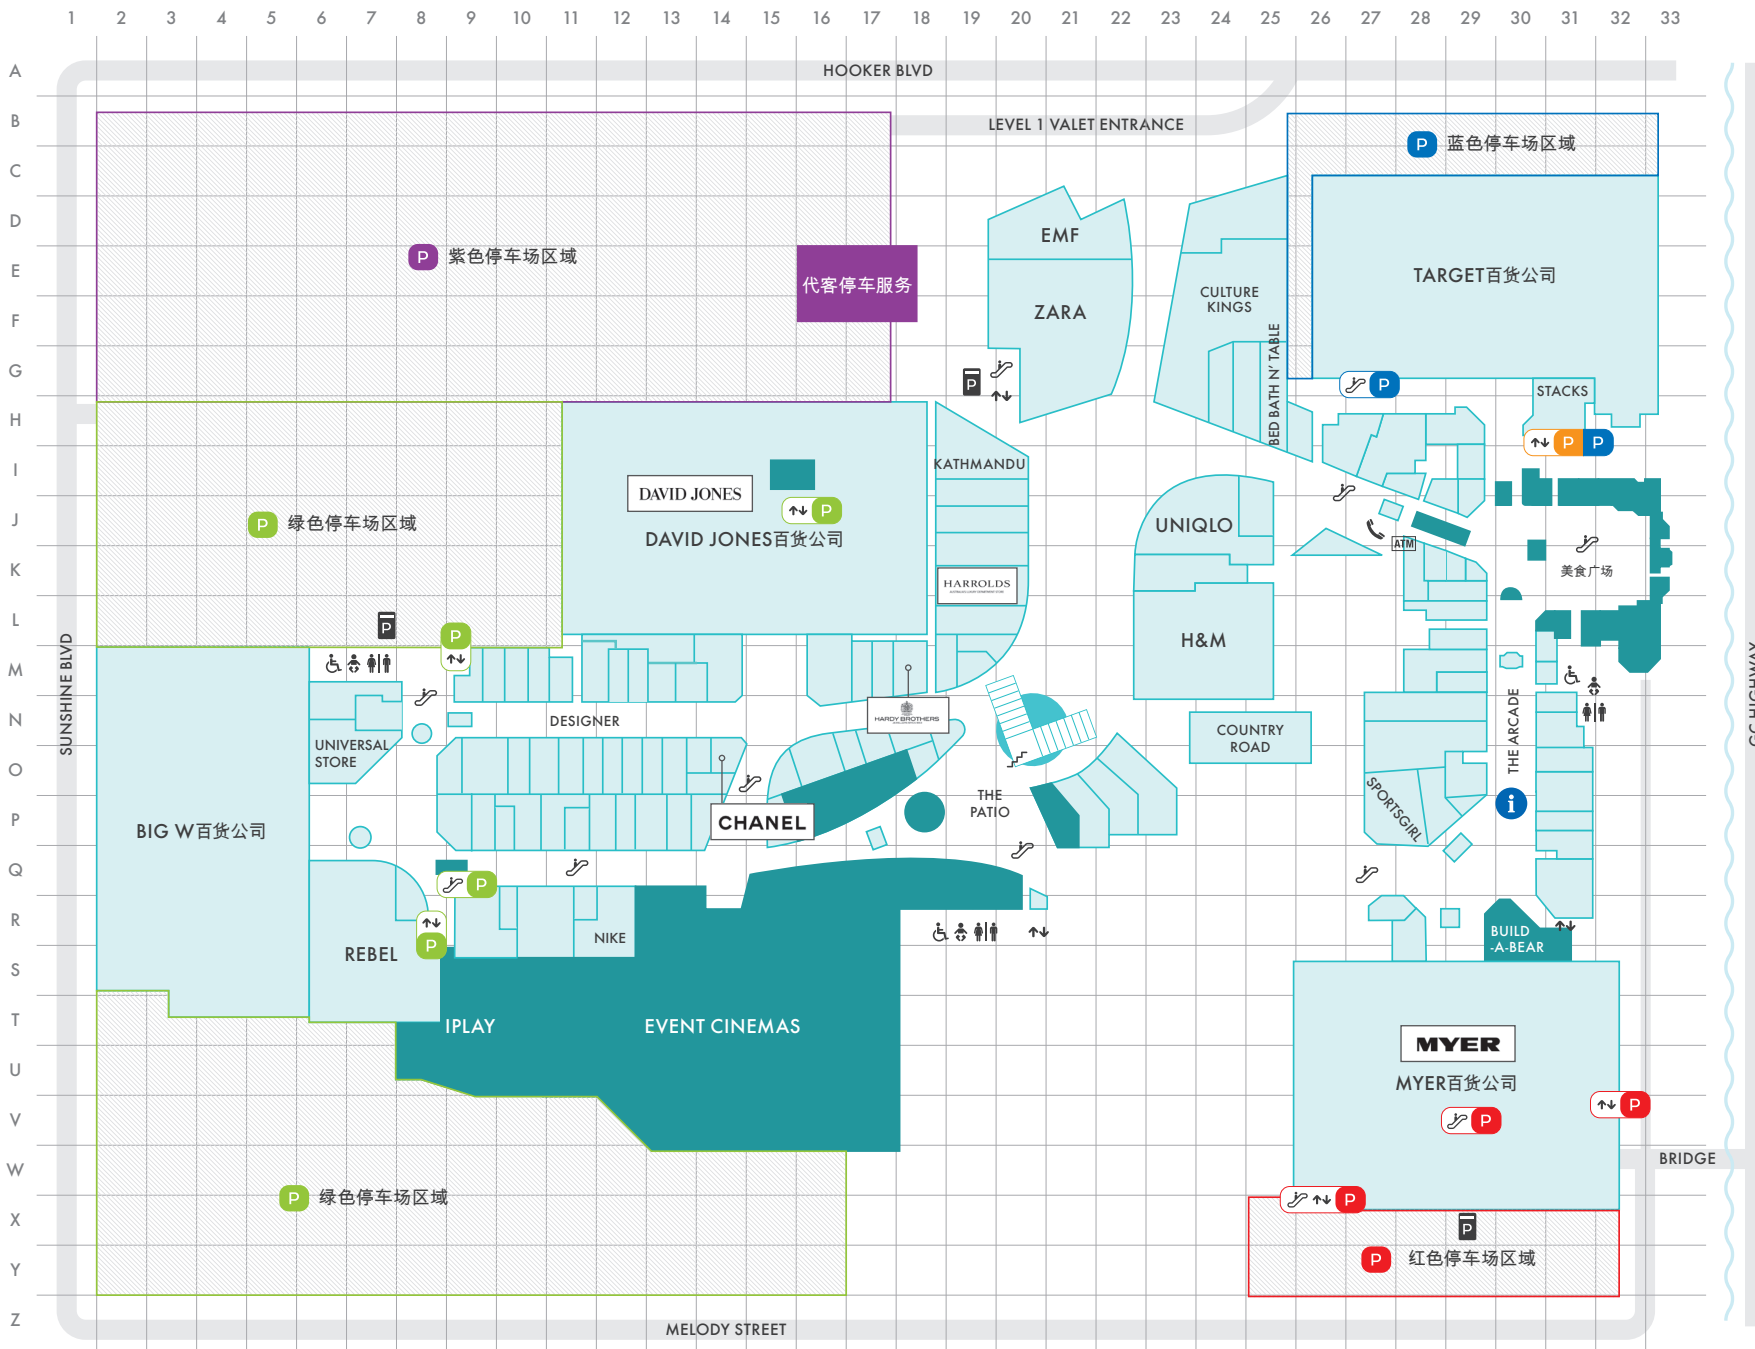 1 2 3 4 5 6 7 8 9 10 11 12 13 14 15 16 17 18 19 20 21 22 23 24 25 26 27 28 29 30 31 32 33
A
B
C
D
E
F
G
H
I
J
K
L
M
N
O
P
Q
R
S
T
U
V
W
X
Y
Z
HOOKER BLVD
LEVEL 1 VALET ENTRANCE
P 蓝色停车场区域
EMF
P 紫色停车场区域
代客停车服务
TARGET百货公司
CULTURE
KINGS
ZARA
BED BATH N' TABLE
P
P
STACKS
P P
KATHMANDU
DAVID JONES
P
P 绿色停车场区域
UNIQLO
DAVID JONES百货公司
ATM
美食广场
HARROLDS
P
P
SUNSHINE BLVD
H&M
HARDY BROTHERS
DESIGNER
THE ARCADE
UNIVERSAL
STORE
COUNTRY
ROAD
THE
PATIO
SPORTSGIRL
i
CHANEL
BIG W百货公司
P
P
NIKE
REBEL
BUILD
-A-BEAR
IPLAY
EVENT CINEMAS
MYER
MYER百货公司
P
P
BRIDGE
P 绿色停车场区域
P
P
P 红色停车场区域
MELODY STREET